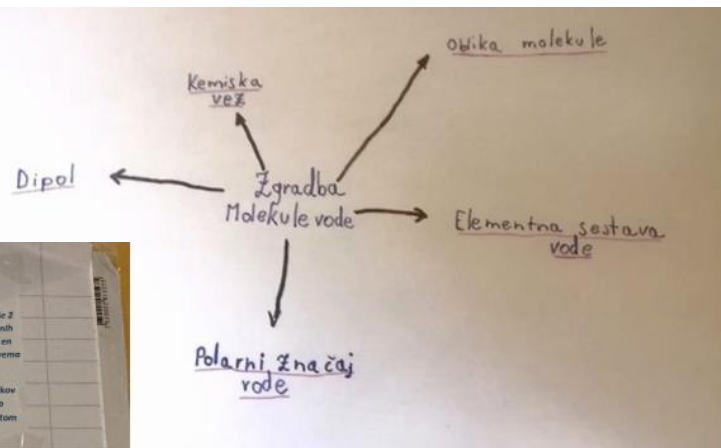 Oblika molekule
Kemiska
vez
Dipol
Zgradba
Molekule vode
Elementna sestava
vode
Polarni značaj
vode